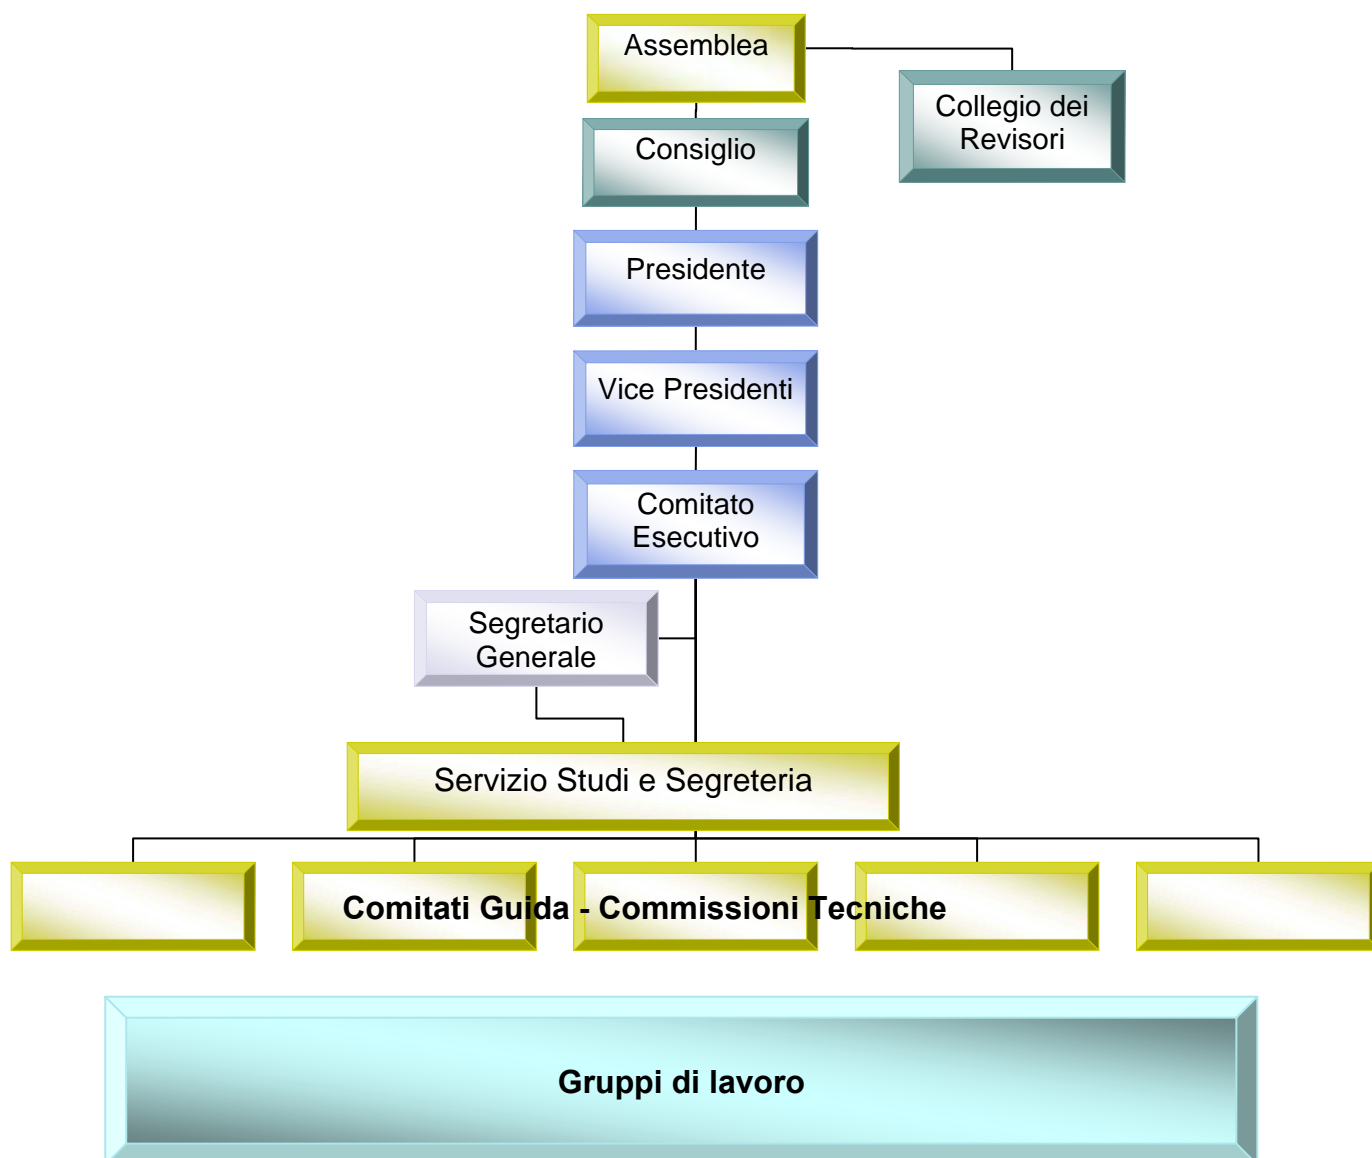 Assemblea
Collegio dei
Revisori
Consiglio
Presidente
Vice Presidenti
Comitato
Esecutivo
Segretario
Generale
Servizio Studi e Segreteria
Comitati Guida - Commissioni Tecniche
Gruppi di lavoro